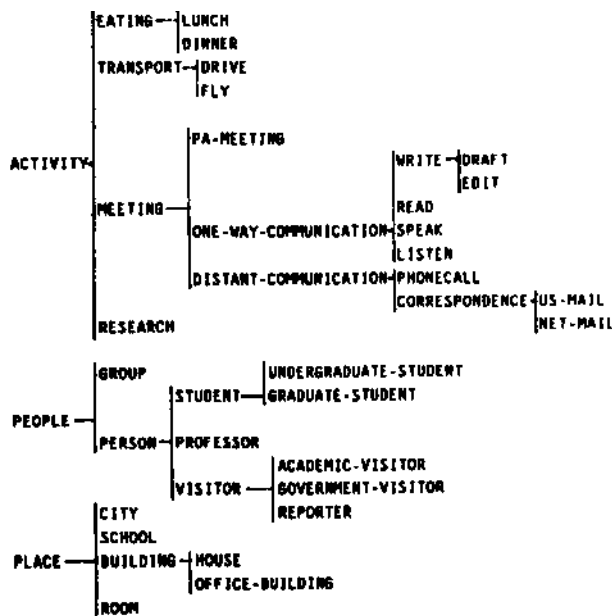 EATING LUNCH
DINNER
TRANSPORT DRIVE
FLY
PA-MEETING
ACTIVITY WRITE DRAFT
EDIT
MEETING READ
ONE-WAY-COMMUNICATION SPEAK
LISTEN
DISTANT-COMMUNICATION PHONECALL
CORRESPONDENCE US-MAIL
RESEARCH NET-MAIL
GROUP UNDERGRADUATE-STUDENT
STUDENT GRADUATE-STUDENT
PEOPLE
PERSON PROFESSOR
ACADEMIC-VISITOR
VISITOR GOVERNMENT-VISITOR
REPORTER
CITY
SCHOOL
PLACE BUILDING HOUSE
OFFICE-BUILDING
ROOM